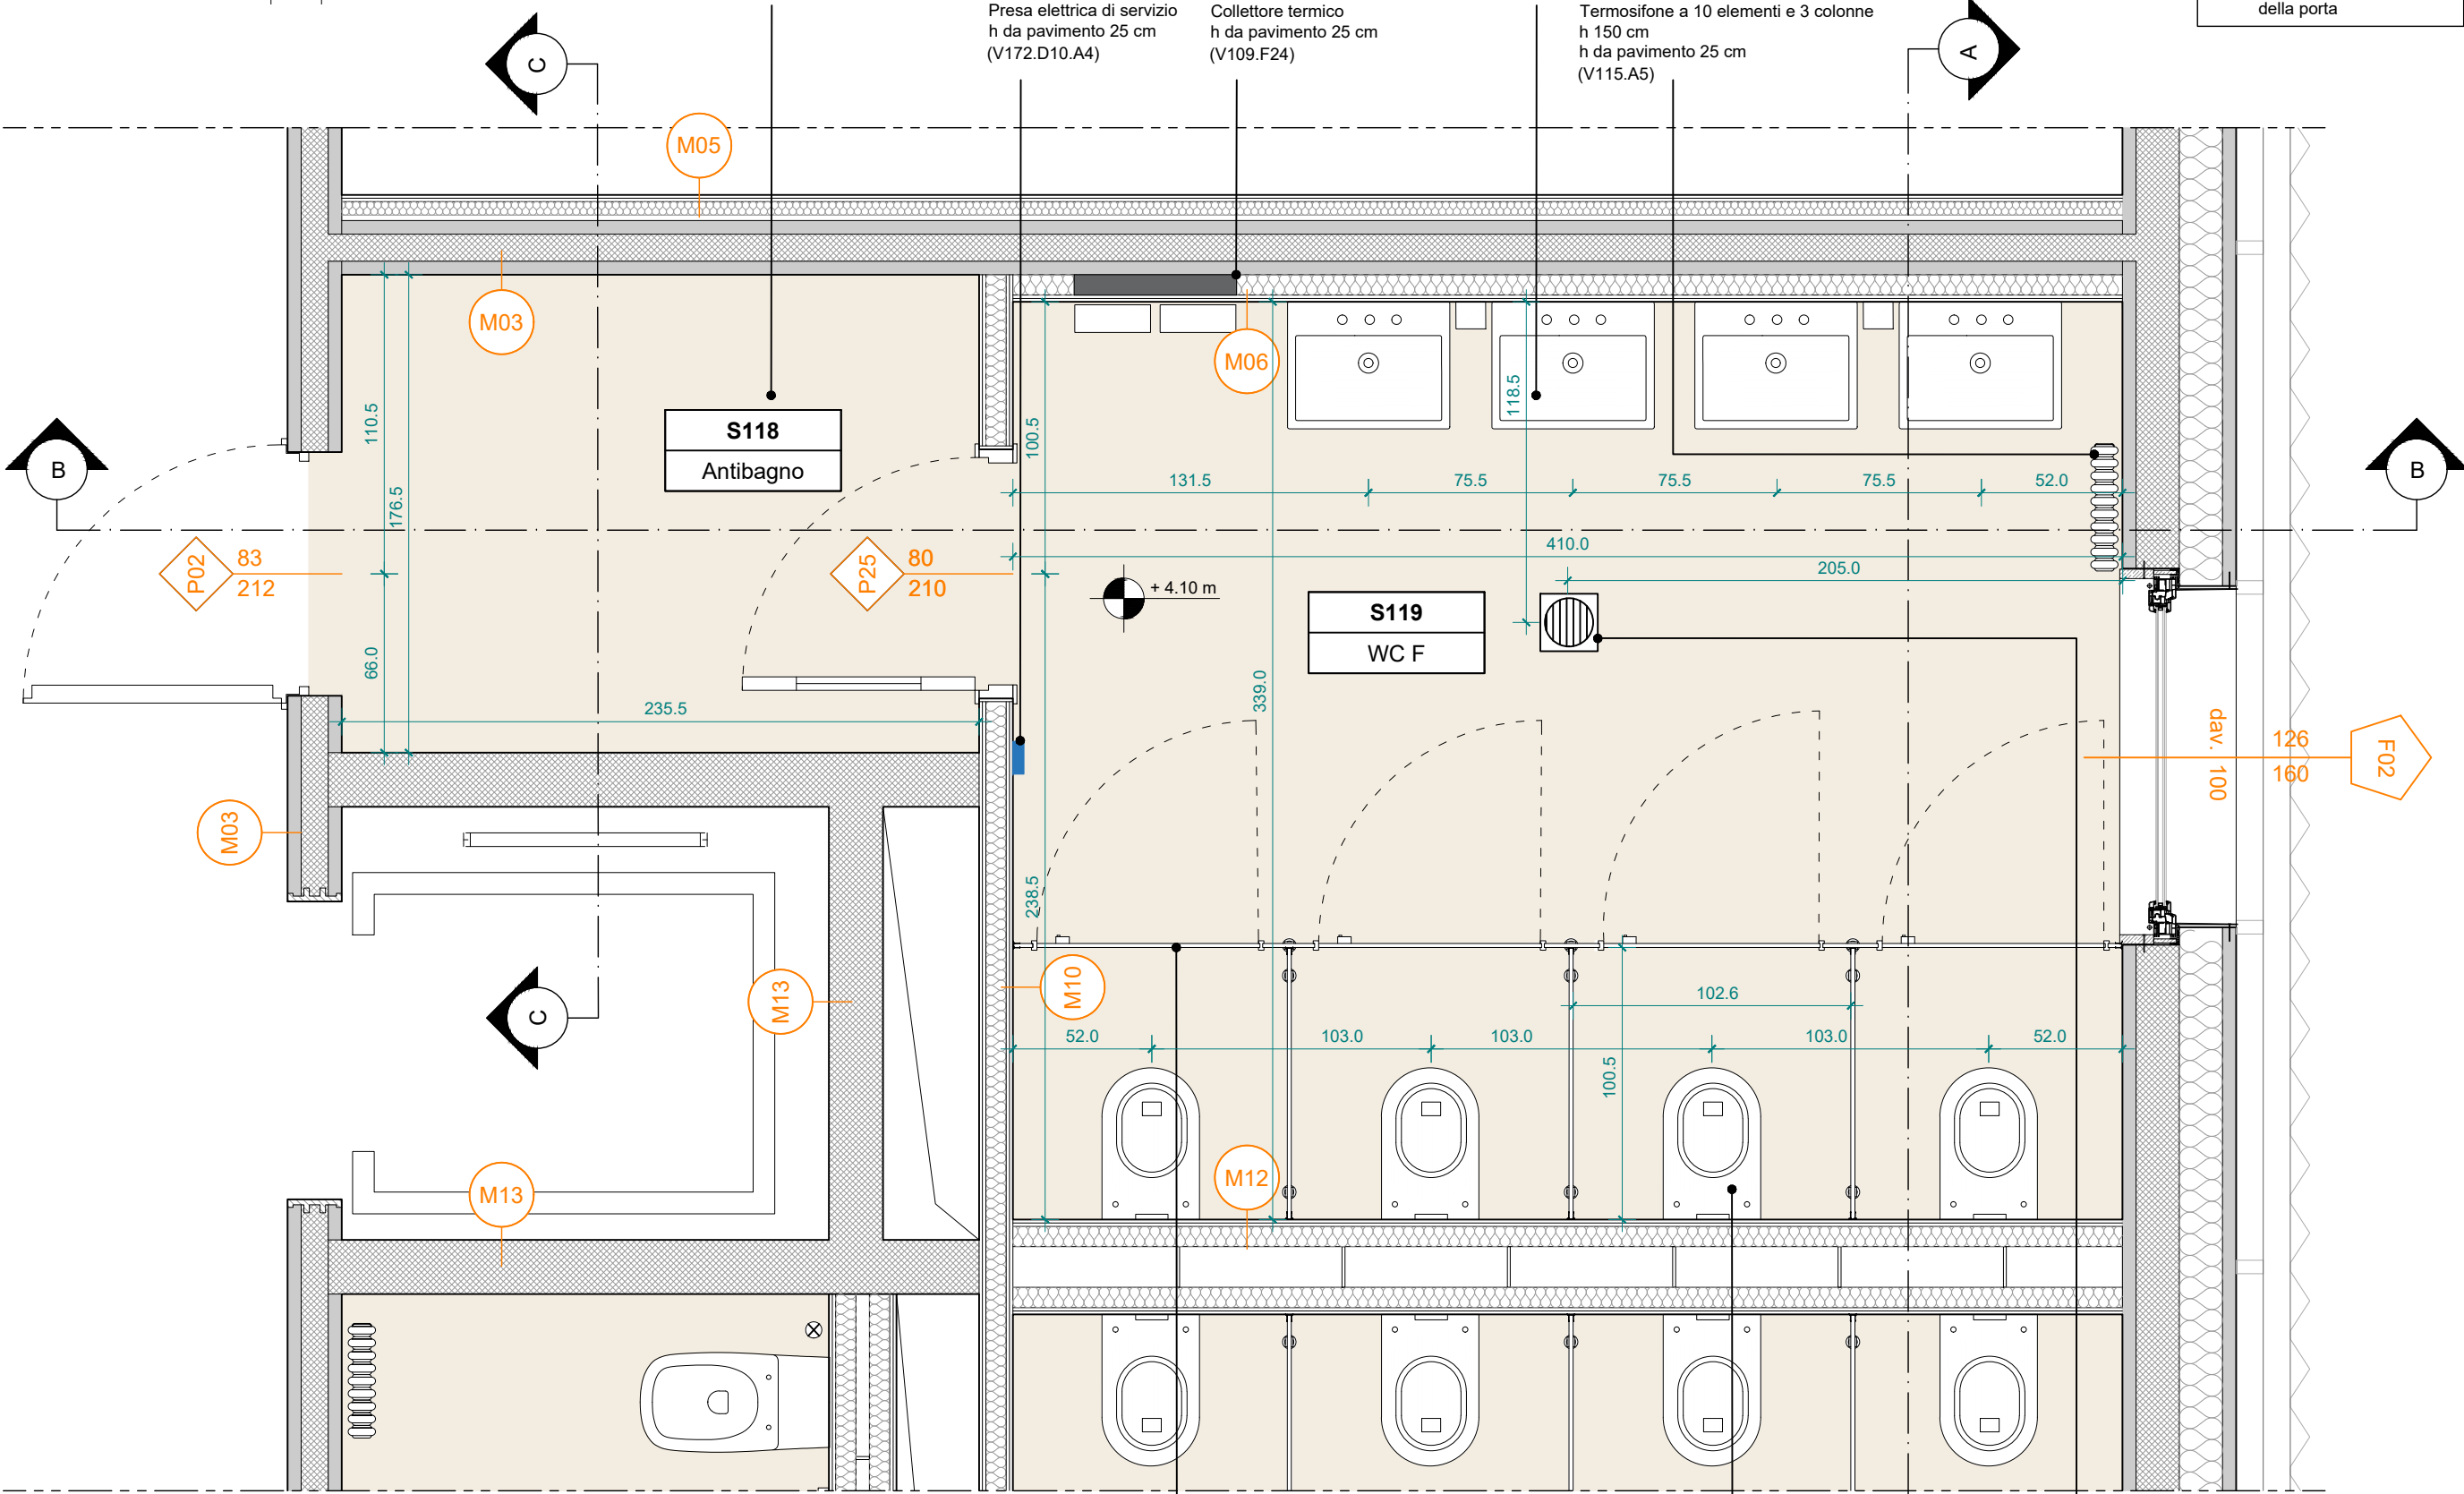 Presa elettrica di servizio
h da pavimento 25 cm
(V172.D10.A4)
Collettore termico
h da pavimento 25 cm
(V109.F24)
Termosifone a 10 elementi e 3 colonne
h 150 cm
h da pavimento 25 cm
(V115.A5)
della porta
C
A
M05
M03
M06
118.5
110.5
176.5
100.5
S118
Antibagno
B
B
131.5
75.5
75.5
75.5
52.0
410.0
205.0
P02
83
212
P25
80
210
+ 4.10 m
S119
WC F
66.0
235.5
339.0
dav. 100
126
160
F02
M03
238.5
M13
M10
C
102.6
52.0
103.0
103.0
103.0
52.0
100.5
M13
M12